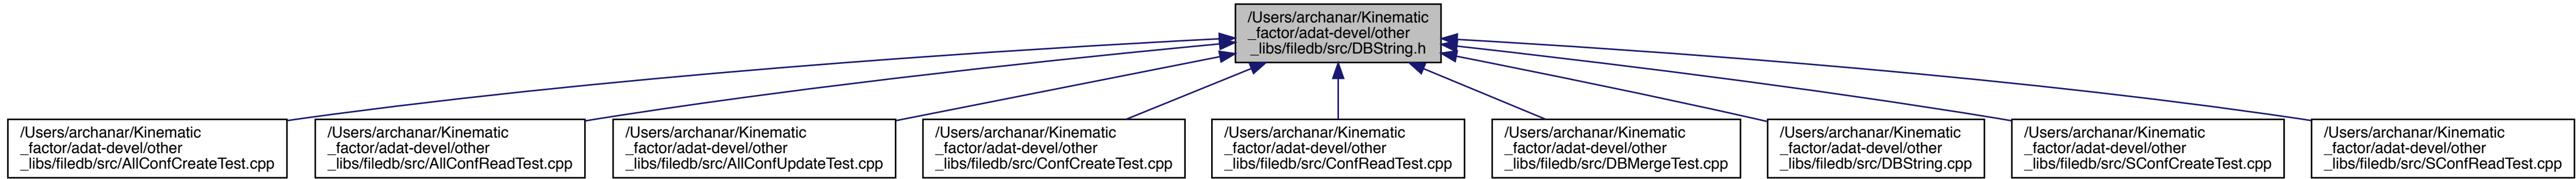 /Users/archanar/Kinematic
_factor/adat-devel/other
_libs/filedb/src/DBString.h
/Users/archanar/Kinematic
_factor/adat-devel/other
_libs/filedb/src/AllConfCreateTest.cpp
/Users/archanar/Kinematic
_factor/adat-devel/other
_libs/filedb/src/AllConfReadTest.cpp
/Users/archanar/Kinematic
_factor/adat-devel/other
_libs/filedb/src/AllConfUpdateTest.cpp
/Users/archanar/Kinematic
_factor/adat-devel/other
_libs/filedb/src/ConfCreateTest.cpp
/Users/archanar/Kinematic
_factor/adat-devel/other
_libs/filedb/src/ConfReadTest.cpp
/Users/archanar/Kinematic
_factor/adat-devel/other
_libs/filedb/src/DBMergeTest.cpp
/Users/archanar/Kinematic
_factor/adat-devel/other
_libs/filedb/src/DBString.cpp
/Users/archanar/Kinematic
_factor/adat-devel/other
_libs/filedb/src/SConfCreateTest.cpp
/Users/archanar/Kinematic
_factor/adat-devel/other
_libs/filedb/src/SConfReadTest.cpp